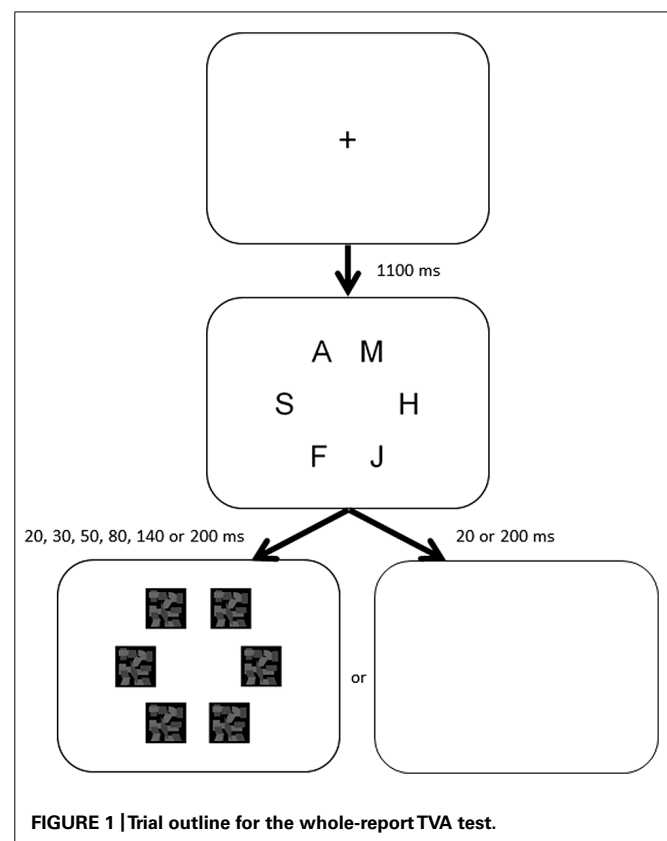 +
1100 ms
A M
S H
F J
20, 30, 50, 80, 140 or 200 ms
20 or 200 ms
or
FIGURE 1 | Trial outline for the whole-report TVA test.